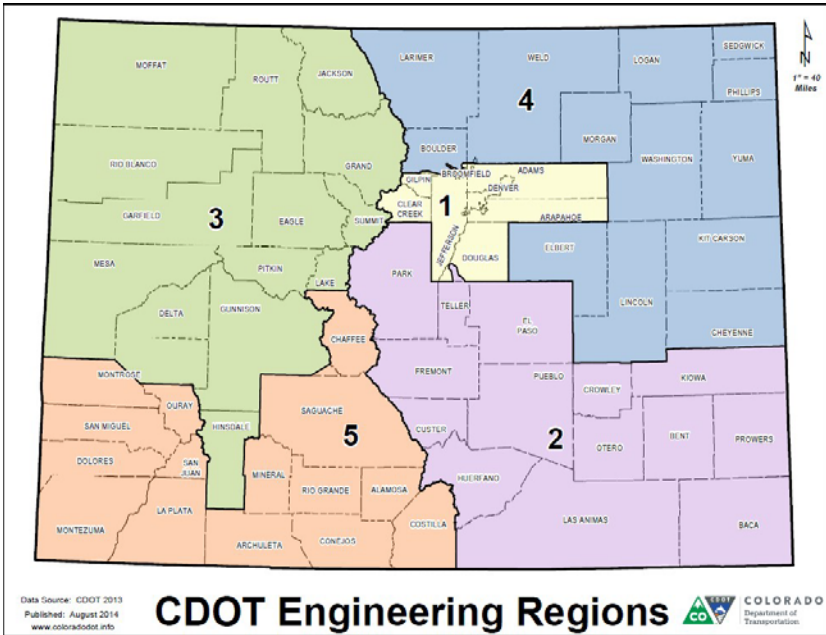 MOFFAT
ROUTT
JACKSON
LARIMER
WELD
LOGAN
SEDGWICK
PHILLIPS
N
1" = 40
Miles
4
MORGAN
WASHINGTON
YUMA
RIO BLANCO
GRAND
BOULDER
BROOMFIELD
ADAMS
GILPIN
DENVER
CLEAR
CREEK
1
ARAPAHOE
JEFFERSON
DOUGLAS
GARFIELD
3
EAGLE
SUMMIT
ELBERT
KIT CARSON
MESA
PITKIN
LAKE
PARK
LINCOLN
CHEYENNE
DELTA
GUNNISON
TELLER
EL
PASO
CHAFFEE
FREMONT
PUEBLO
CROWLEY
KIOWA
MONTROSE
OURAY
SAGUACHE
SAN MIGUEL
HINSDALE
CUSTER
5
2
OTERO
BENT
PROWERS
DOLORES
SAN
JUAN
MINERAL
RIO GRANDE
ALAMOSA
HUERFANO
MONTEZUMA
LA PLATA
ARCHULETA
CONEJOS
COSTILLA
LAS ANIMAS
BACA
Data Source: CDOT 2013
Published: August 2014
www.coloradodot.info
CDOT Engineering Regions
CO
CDOT
COLORADO
Department of
Transportation